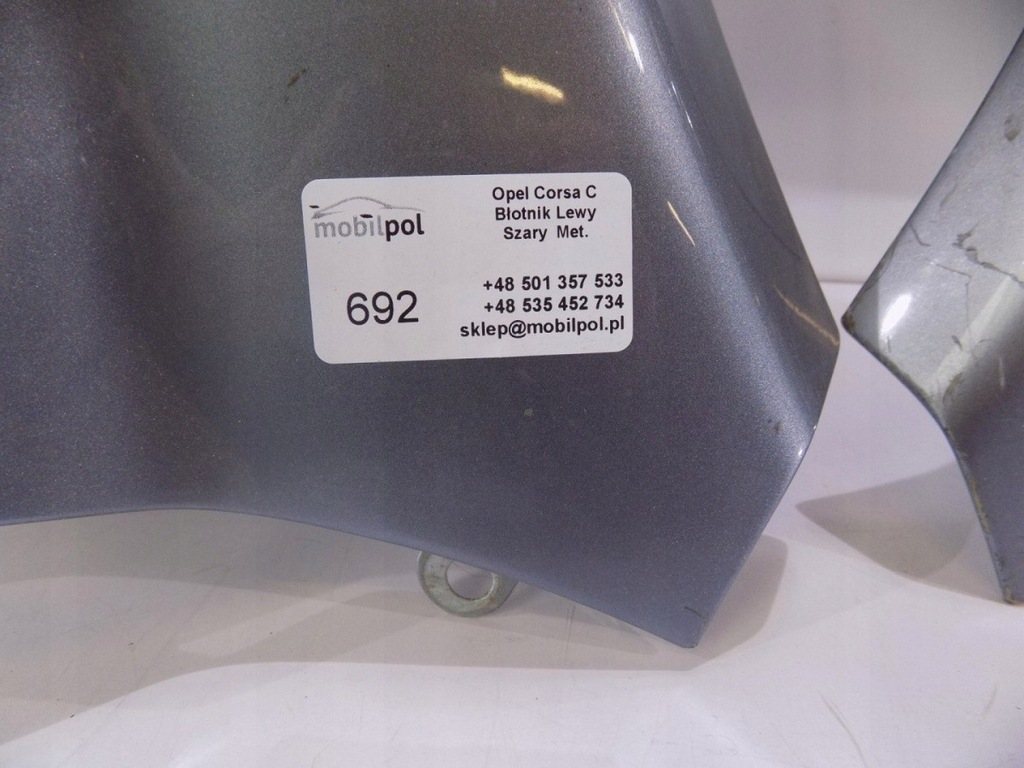 mobilpol
Opel Corsa C
Błotnik Lewy
Szary Met.
692
+48 501 357 533
+48 535 452 734
sklep@mobilpol.pl